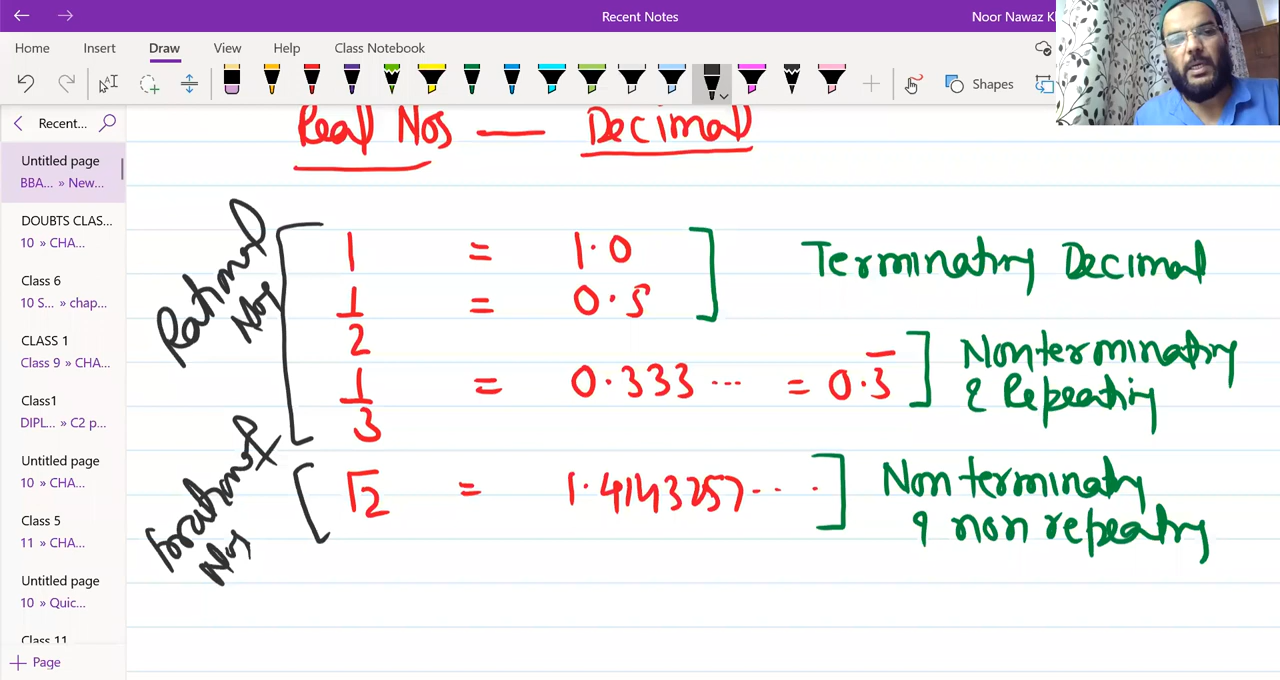 Recent Notes
Noor Nawaz Kh
Home Insert Draw View Help Class Notebook
Shapes
Recent...
Untitled page
BBA... » New...
DOUBTS CLAS...
10 » CHA...
Class 6
10 S... » chap...
CLASS 1
Class 9 » CHA...
Class1
DIPL... » C2 p...
Untitled page
10 » CHA...
Class 5
11 » CHA...
Untitled page
10 » Quic...
Class 11
+ Page
Real Nos — Decimal
Rational Nos
1 = 1.0
1/2 = 0.5
Terminating Decimal
1/3 = 0.333 ... = 0.3̅
Nonterminating
& Repeating
Irrational Nos
√2 = 1.4143257....
Non terminating
& non repeating